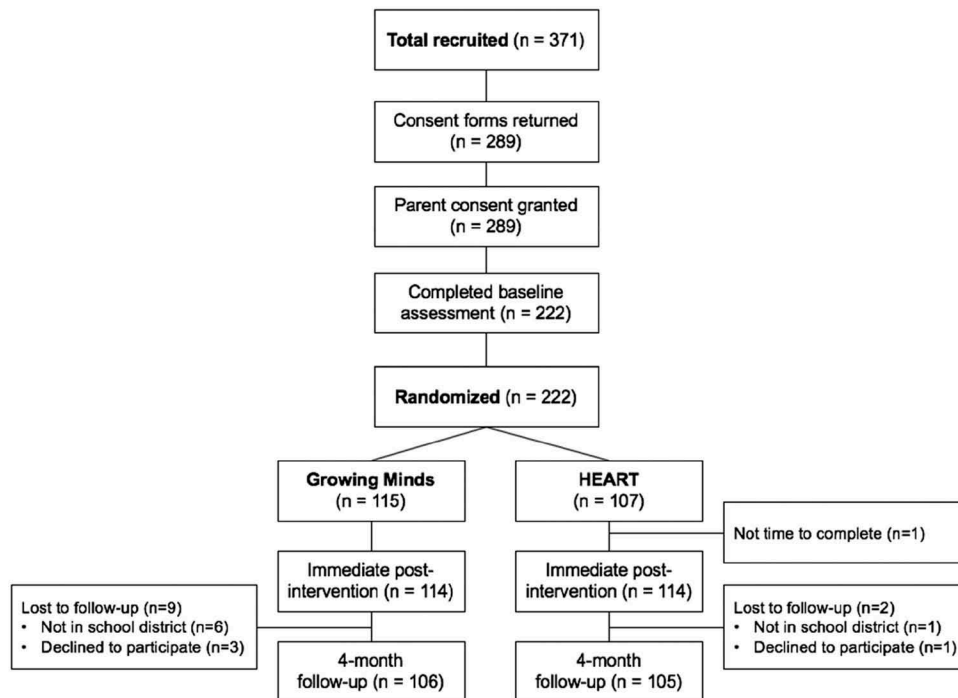 Total recruited (n = 371)
Consent forms returned
(n = 289)
Parent consent granted
(n = 289)
Completed baseline
assessment (n = 222)
Randomized (n = 222)
Growing Minds
(n = 115)
HEART
(n = 107)
Not time to complete (n=1)
Immediate post-
intervention (n = 114)
Immediate post-
intervention (n = 114)
Lost to follow-up (n=9)
• Not in school district (n=6)
• Declined to participate (n=3)
Lost to follow-up (n=2)
• Not in school district (n=1)
• Declined to participate (n=1)
4-month
follow-up (n = 106)
4-month
follow-up (n = 105)